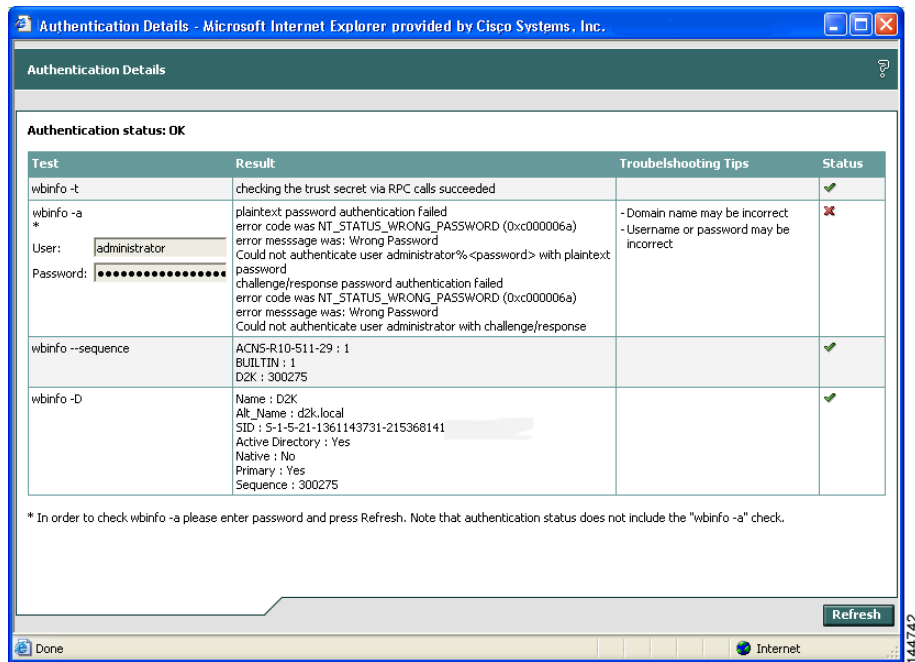 Authentication Details - Microsoft Internet Explorer provided by Cisco Systems, Inc.
Authentication Details
?
Authentication status: OK
Test Result Troubelshooting Tips Status
wbinfo -t checking the trust secret via RPC calls succeeded
wbinfo -a
*
User: administrator
Password: ●●●●●●●●●●●●●●●●●
plaintext password authentication failed
error code was NT_STATUS_WRONG_PASSWORD (0xc000006a)
error messsage was: Wrong Password
Could not authenticate user administrator%<password> with plaintext
password
challenge/response password authentication failed
error code was NT_STATUS_WRONG_PASSWORD (0xc000006a)
error messsage was: Wrong Password
Could not authenticate user administrator with challenge/response
- Domain name may be incorrect
- Username or password may be
incorrect
wbinfo --sequence
ACNS-R10-511-29 : 1
BUILTIN : 1
D2K : 300275
wbinfo -D
Name : D2K
Alt_Name : d2k.local
SID : S-1-5-21-1361143731-215368141
Active Directory : Yes
Native : No
Primary : Yes
Sequence : 300275
* In order to check wbinfo -a please enter password and press Refresh. Note that authentication status does not include the "wbinfo -a" check.
Refresh
Done
Internet
144742